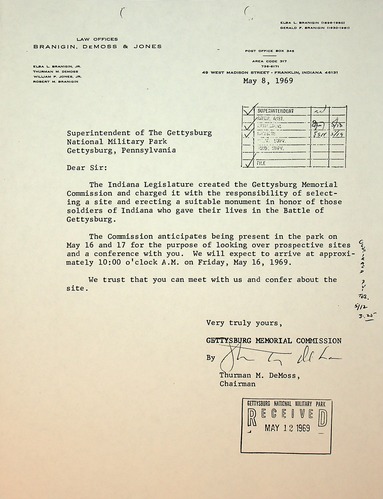 LAW OFFICES
BRANIGIN, DEMOSS & JONES
ELBA L. BRANIGIN, JR.
THURMAN M. DEMOSS
WILLIAM P. JONES, JR.
ROBERT M. BRANIGIN
ELBA L. BRANIGIN
GERALD F. BRANIGIN
POST OFFICE BOX 345
AREA CODE 317
736-6171
45 WEST MADISON STREET - FRANKLIN, INDIANA 46131
May 8, 1969
SUPERINTENDENT
FILE
Superintendent of The Gettysburg
National Military Park
Gettysburg, Pennsylvania
Dear Sir:
The Indiana Legislature created the Gettysburg Memorial
Commission and charged it with the responsibility of select-
ing a site and erecting a suitable monument in honor of those
soldiers of Indiana who gave their lives in the Battle of
Gettysburg.
The Commission anticipates being present in the park on
May 16 and 17 for the purpose of looking over prospective sites
and a conference with you. We will expect to arrive at approxi-
mately 10:00 o'clock A.M. on Friday, May 16, 1969.
We trust that you can meet with us and confer about the
site.
5/12
Very truly yours,
GETTYSBURG MEMORIAL COMMISSION
By
Thurman M. DeMoss,
Chairman
GETTYSBURG NATIONAL MILITARY PARK
RECEIVED
MAY 12 1969